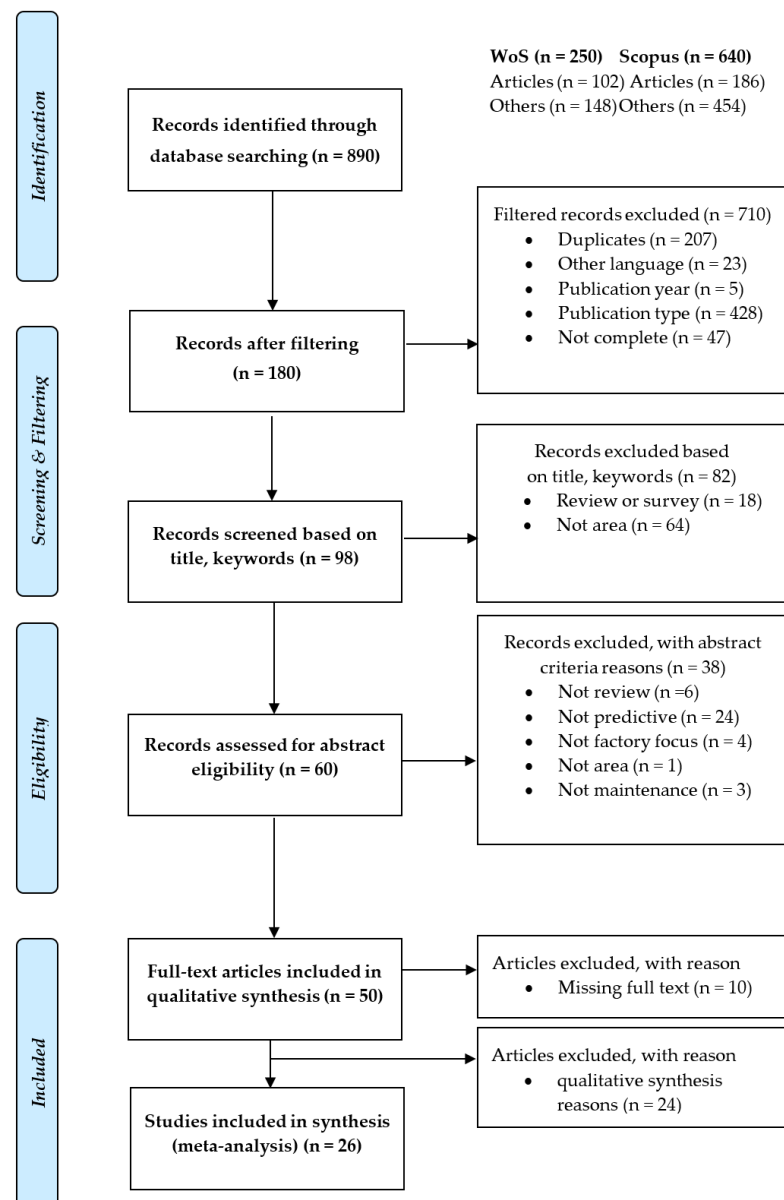 Identification
WoS (n = 250) Scopus (n = 640)
Articles (n = 102) Articles (n = 186)
Others (n = 148) Others (n = 454)
Records identified through
database searching (n = 890)
Filtered records excluded (n = 710)
• Duplicates (n = 207)
• Other language (n = 23)
• Publication year (n = 5)
• Publication type (n = 428)
• Not complete (n = 47)
Screening & Filtering
Records after filtering
(n = 180)
Records excluded based
on title, keywords (n = 82)
• Review or survey (n = 18)
• Not area (n = 64)
Records screened based on
title, keywords (n = 98)
Eligibility
Records excluded, with abstract
criteria reasons (n = 38)
• Not review (n =6)
• Not predictive (n = 24)
• Not factory focus (n = 4)
• Not area (n = 1)
• Not maintenance (n = 3)
Records assessed for abstract
eligibility (n = 60)
Included
Full-text articles included in
qualitative synthesis (n = 50)
Articles excluded, with reason
• Missing full text (n = 10)
Articles excluded, with reason
• qualitative synthesis
reasons (n = 24)
Studies included in synthesis
(meta-analysis) (n = 26)